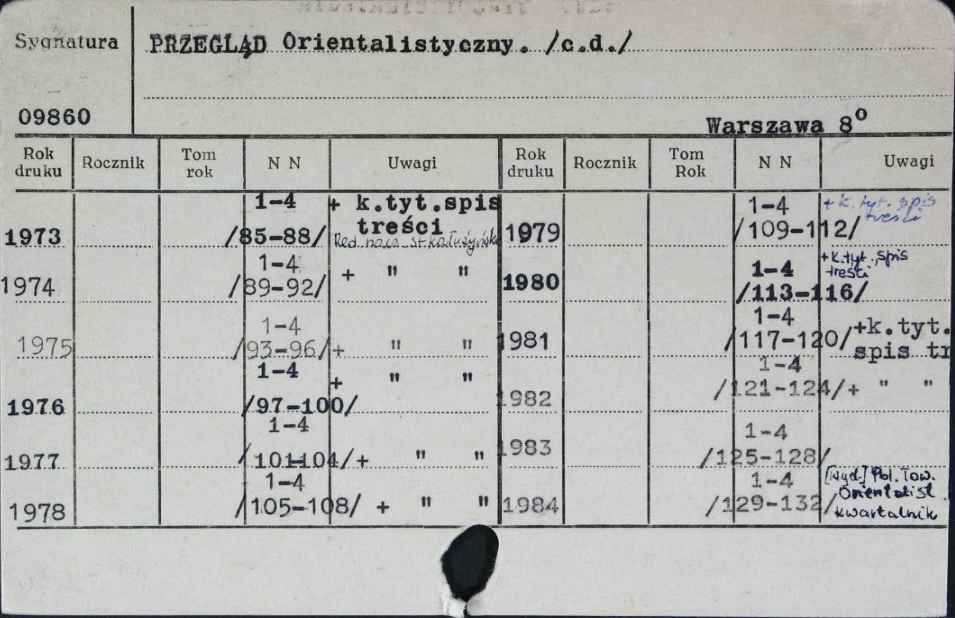 Sygnatura
PRZEGLĄD Orientalistyczny. /c.d./
09860
Warszawa 8⁰
Rok druku Rocznik Tom rok N N Uwagi Rok druku Rocznik Tom Rok N N Uwagi
1973 1-4 /85-88/ + k.tyt.spis treści
Red. nacz. St. Kałużyński
1974 1-4 /89-92/ + " "
1975 1-4 /93-96/+ " "
1976 1-4 /97-100/ + " "
1977 1-4 /101-104/+ " "
1978 1-4 /105-108/ + " "
1979 1-4 /109-112/ + k. tyt. spis treści
1980 1-4 /113-116/ + k.tyt., spis treści
1981 1-4 /117-120/ +k.tyt. spis tr
1982 1-4 /121-124/+ " "
1983 1-4 /125-128/
1984 1-4 /129-132/ [wyd.] Pol. Tow. Orientalist. kwartalnik